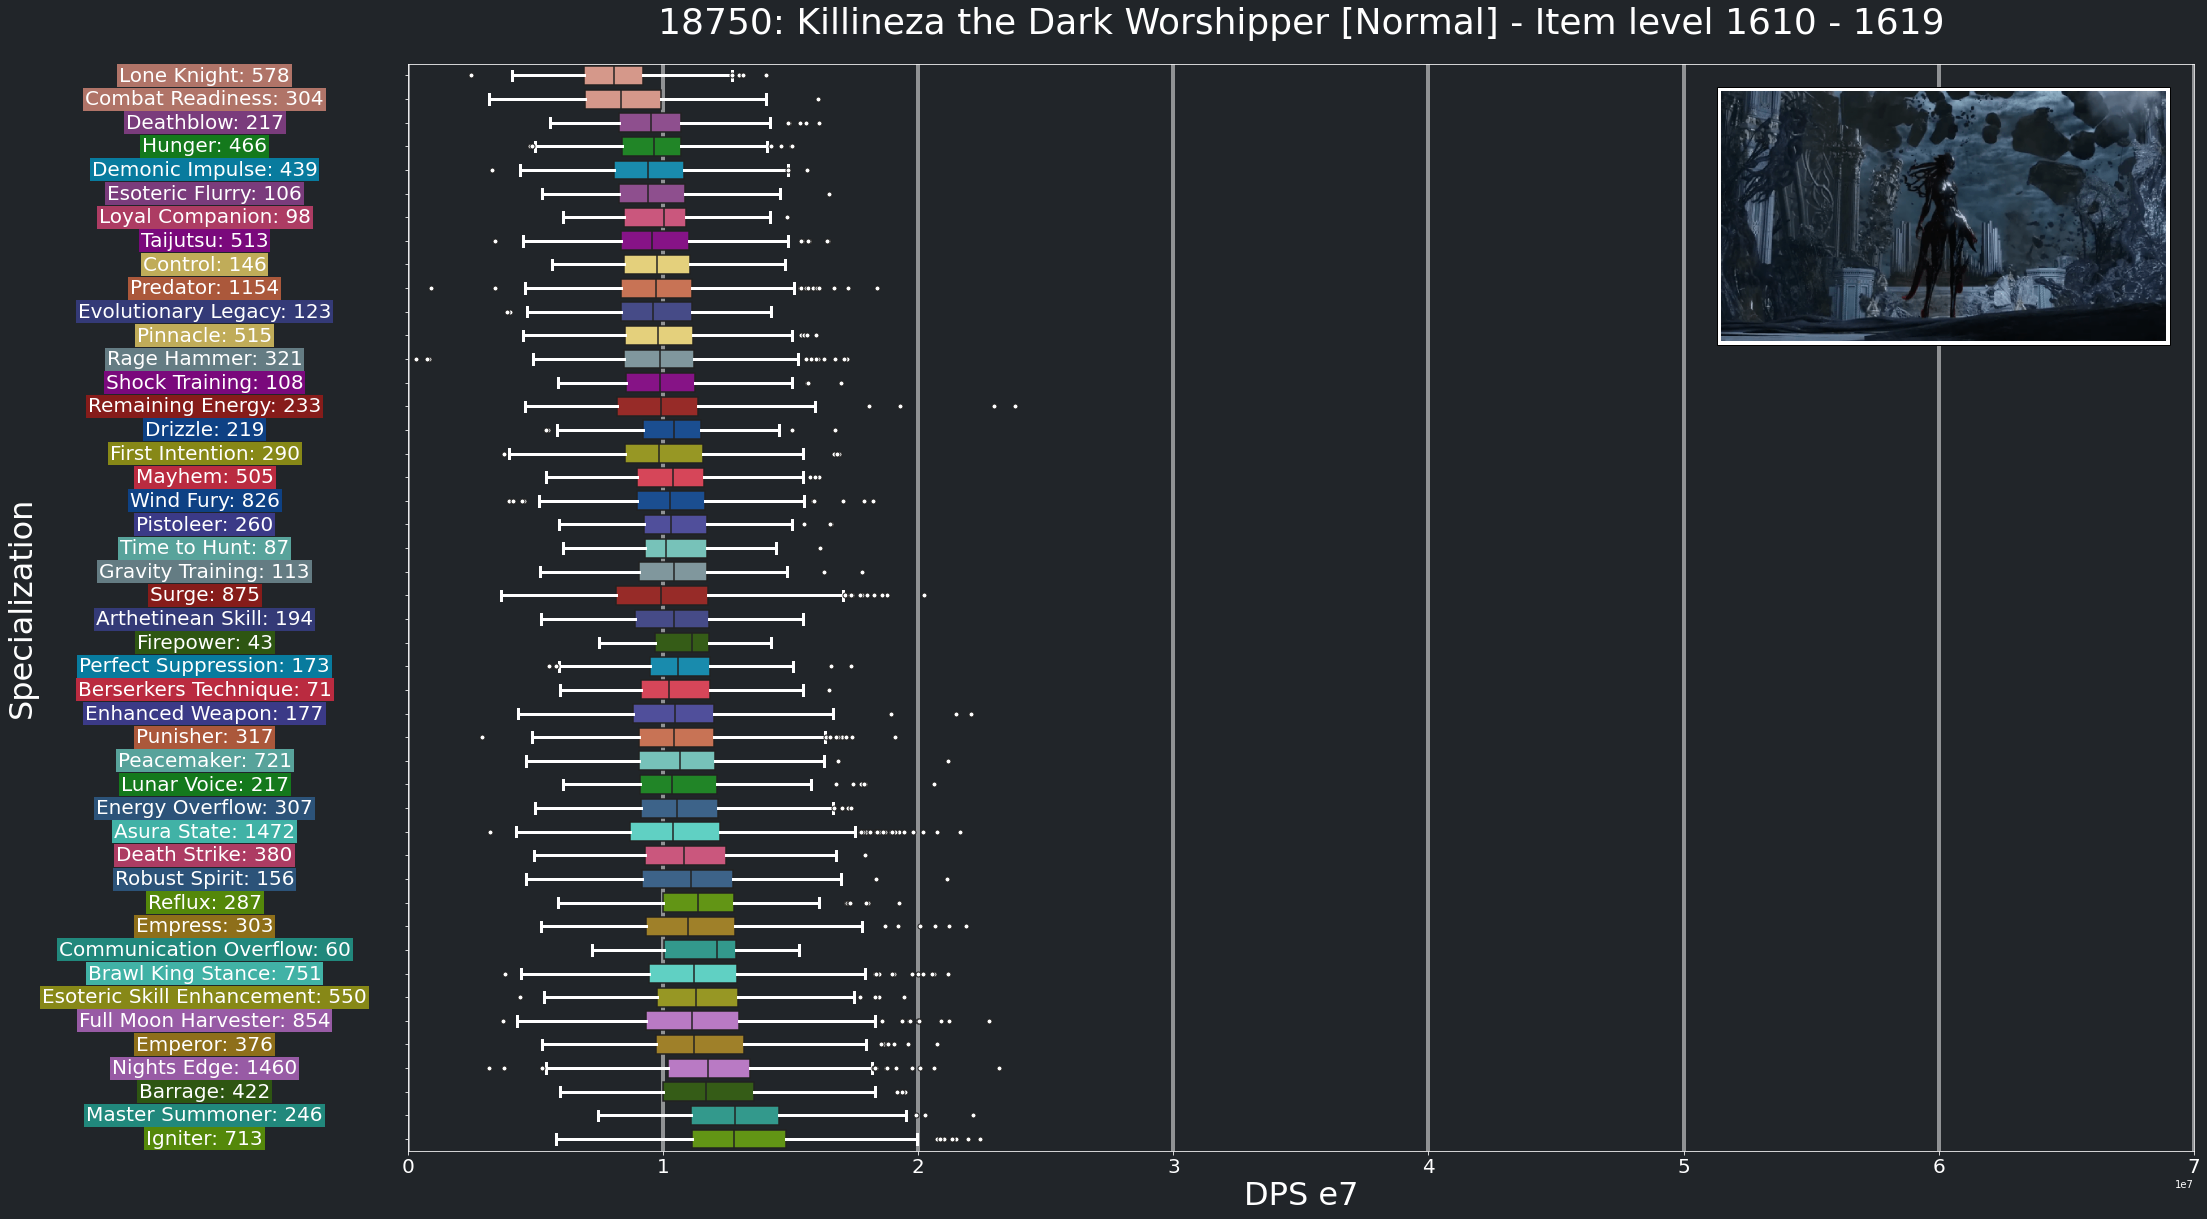 18750: Killineza the Dark Worshipper [Normal] - Item level 1610 - 1619
Specialization
Lone Knight: 578
Combat Readiness: 304
Deathblow: 217
Hunger: 466
Demonic Impulse: 439
Esoteric Flurry: 106
Loyal Companion: 98
Taijutsu: 513
Control: 146
Predator: 1154
Evolutionary Legacy: 123
Pinnacle: 515
Rage Hammer: 321
Shock Training: 108
Remaining Energy: 233
Drizzle: 219
First Intention: 290
Mayhem: 505
Wind Fury: 826
Pistoleer: 260
Time to Hunt: 87
Gravity Training: 113
Surge: 875
Arthetinean Skill: 194
Firepower: 43
Perfect Suppression: 173
Berserkers Technique: 71
Enhanced Weapon: 177
Punisher: 317
Peacemaker: 721
Lunar Voice: 217
Energy Overflow: 307
Asura State: 1472
Death Strike: 380
Robust Spirit: 156
Reflux: 287
Empress: 303
Communication Overflow: 60
Brawl King Stance: 751
Esoteric Skill Enhancement: 550
Full Moon Harvester: 854
Emperor: 376
Nights Edge: 1460
Barrage: 422
Master Summoner: 246
Igniter: 713
0 1 2 3 4 5 6 7
DPS e7
1e7